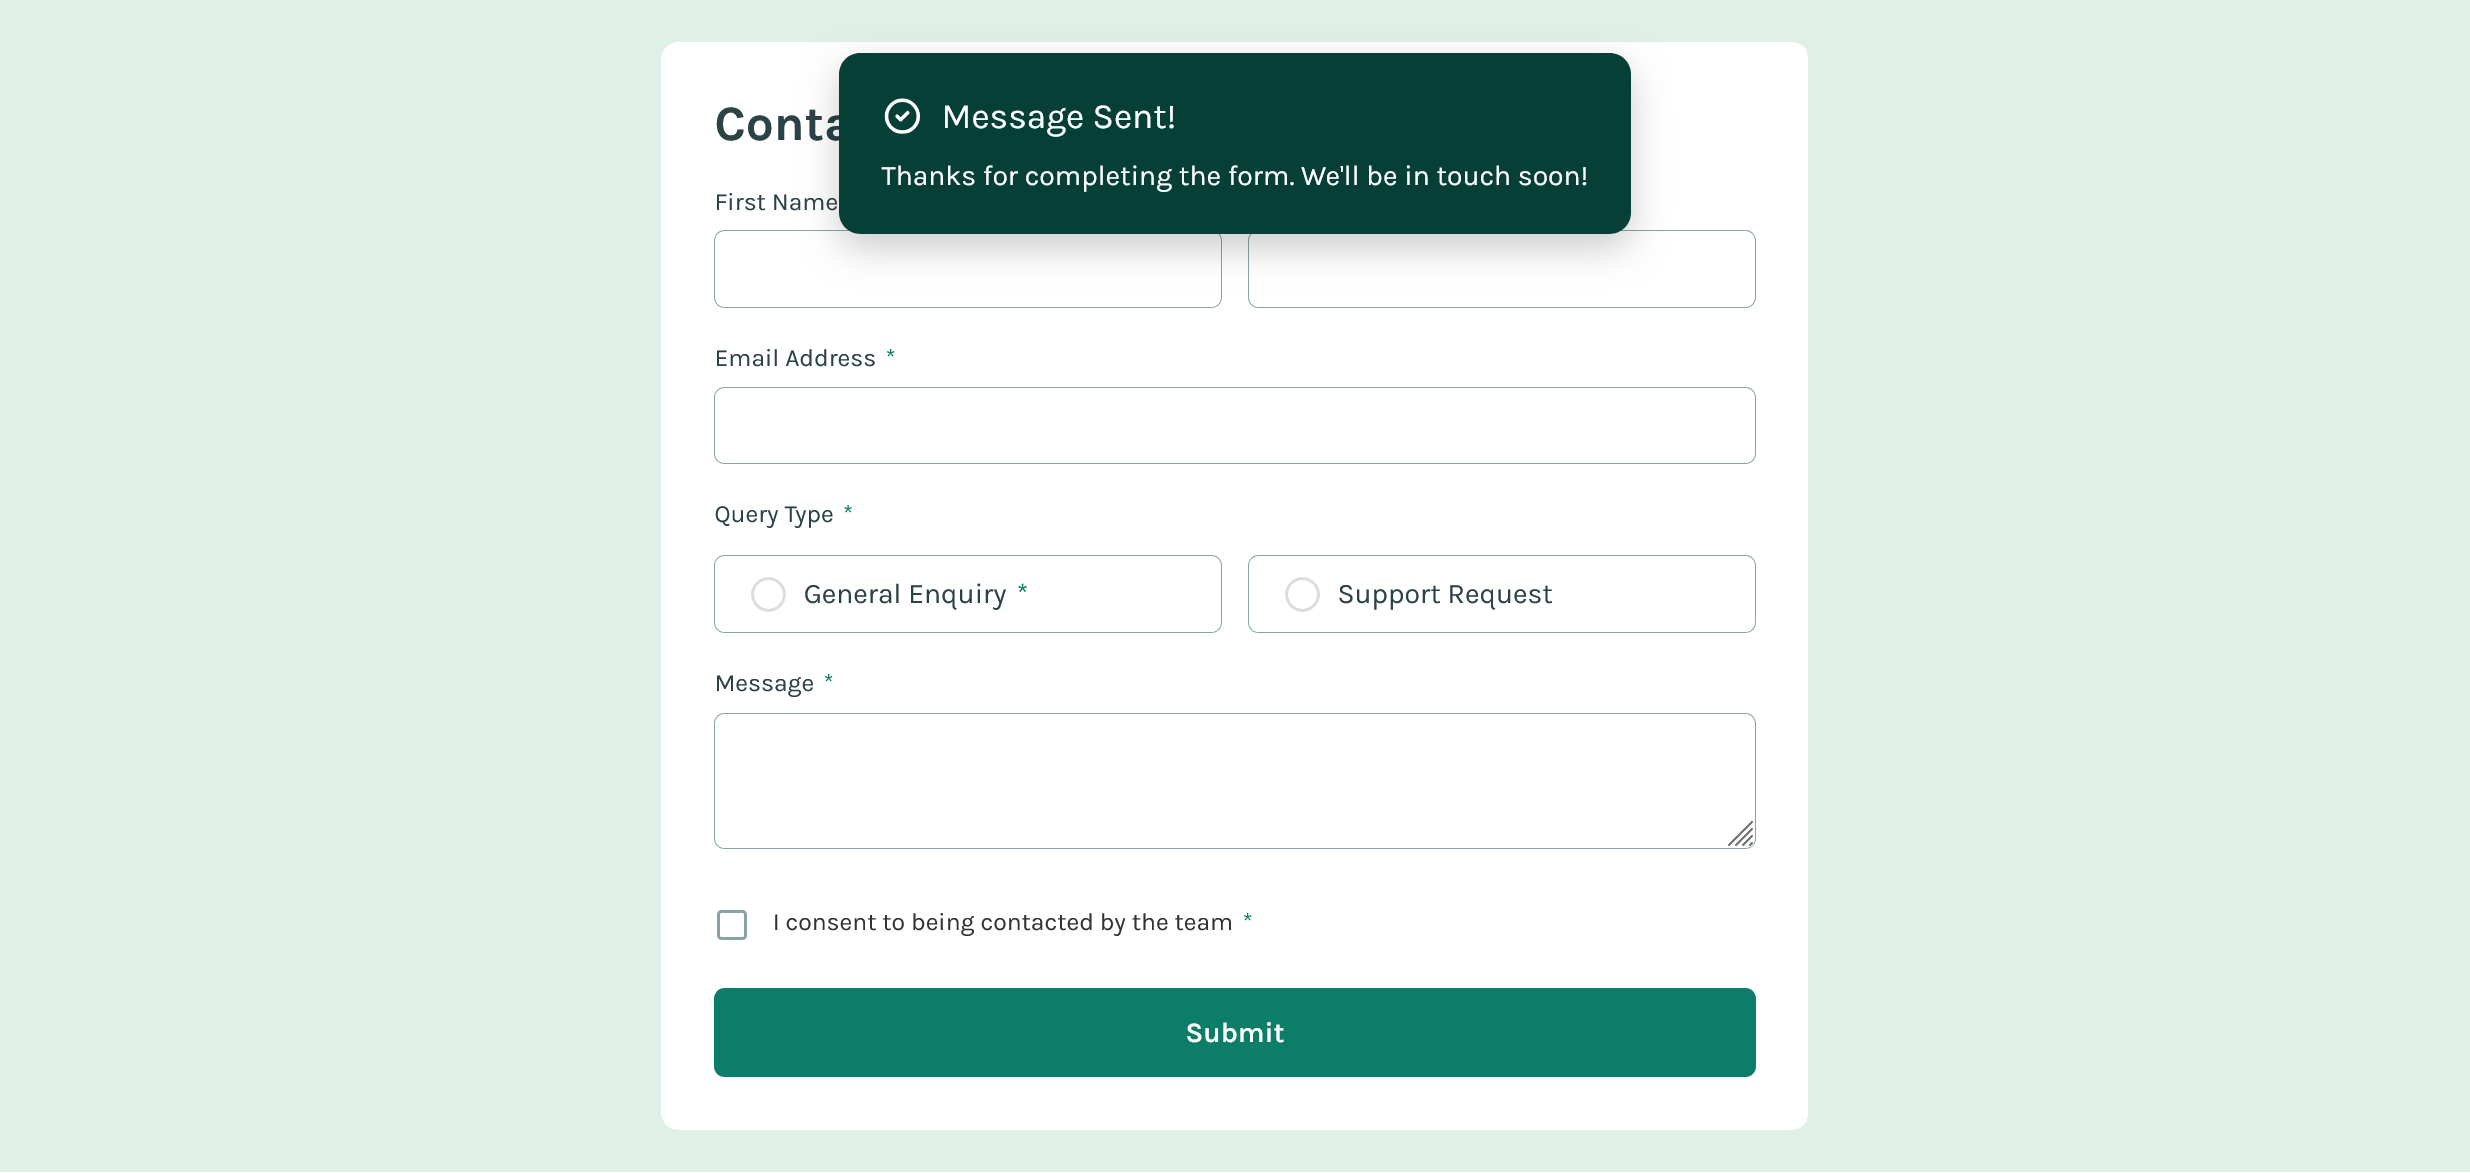 Message Sent!
Thanks for completing the form. We'll be in touch soon!
First Name
Email Address *
Query Type *
General Enquiry *
Support Request
Message *
I consent to being contacted by the team *
Submit